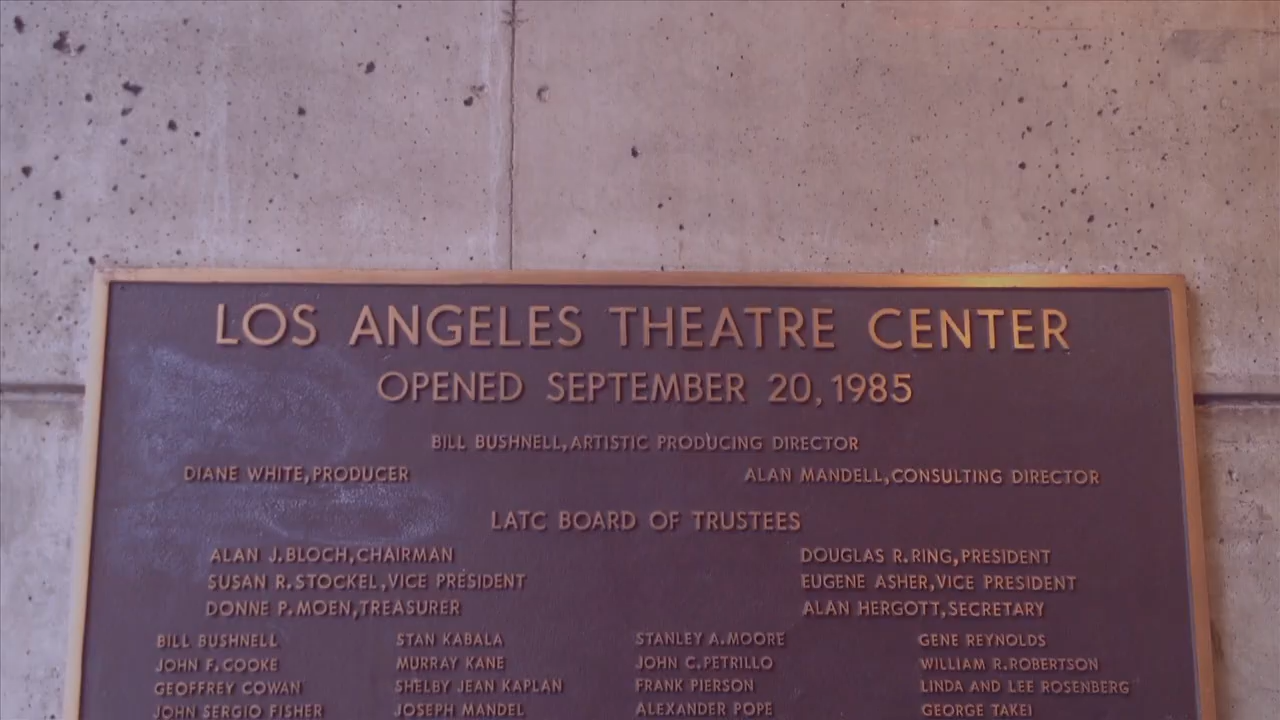 LOS ANGELES THEATRE CENTER
OPENED SEPTEMBER 20, 1985
BILL BUSHNELL, ARTISTIC PRODUCING DIRECTOR
DIANE WHITE, PRODUCER ALAN MANDELL, CONSULTING DIRECTOR
LATC BOARD OF TRUSTEES
ALAN J. BLOCH, CHAIRMAN DOUGLAS R. RING, PRESIDENT
SUSAN R. STOCKEL, VICE PRESIDENT EUGENE ASHER, VICE PRESIDENT
DONNE P. MOEN, TREASURER ALAN HERGOTT, SECRETARY
BILL BUSHNELL STAN KABALA STANLEY A. MOORE GENE REYNOLDS
JOHN F. COOKE MURRAY KANE JOHN C. PETRILLO WILLIAM R. ROBERTSON
GEOFFREY COWAN SHELBY JEAN KAPLAN FRANK PIERSON LINDA AND LEE ROSENBERG
JOHN SERGIO FISHER JOSEPH MANDEL ALEXANDER POPE GEORGE TAKEI